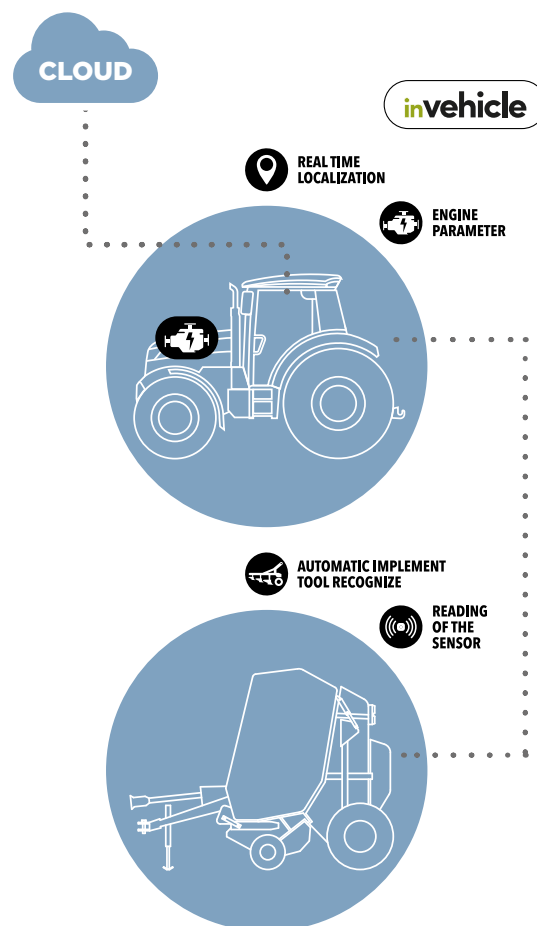 CLOUD
invehicle
REAL TIME
LOCALIZATION
ENGINE
PARAMETER
AUTOMATIC IMPLEMENT
TOOL RECOGNIZE
READING
OF THE
SENSOR